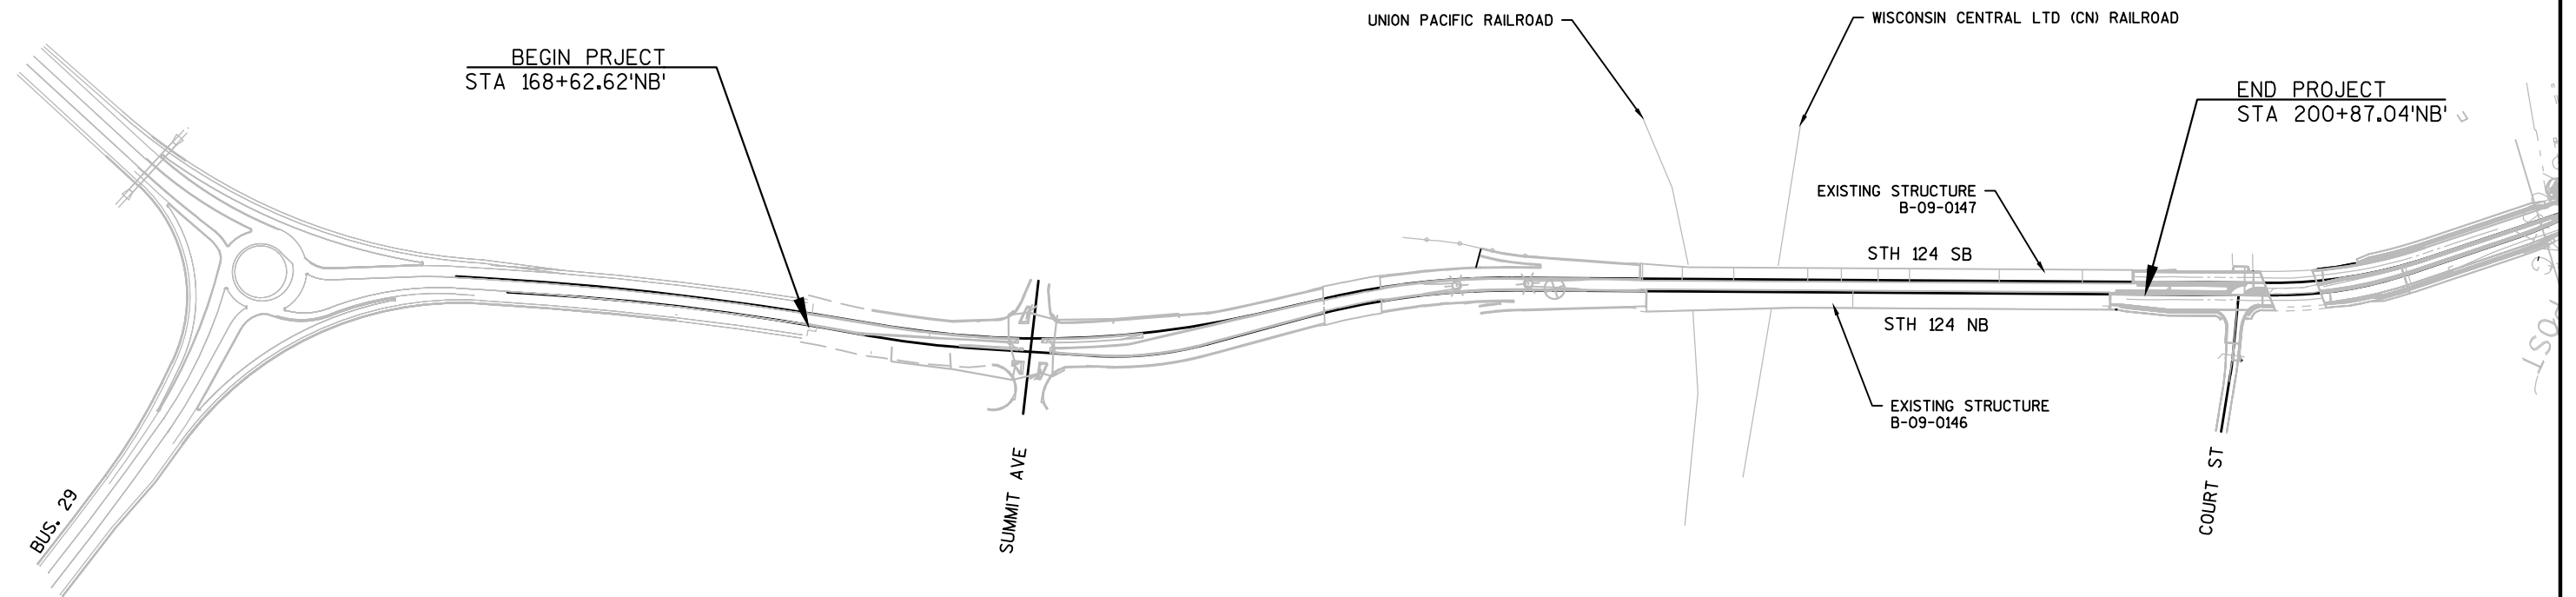 UNION PACIFIC RAILROAD
WISCONSIN CENTRAL LTD (CN) RAILROAD
BEGIN PRJECT
STA 168+62.62'NB'
END PROJECT
STA 200+87.04'NB'
EXISTING STRUCTURE
B-09-0147
STH 124 SB
STH 124 NB
EXISTING STRUCTURE
B-09-0146
BUS. 29
SUMMIT AVE
COURT ST